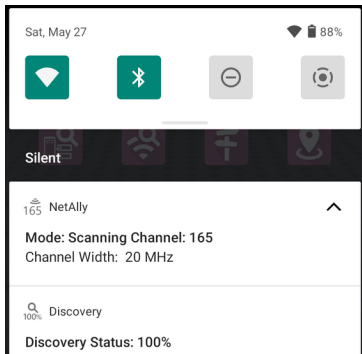 Sat, May 27
88%
Silent
165 NetAlly
Mode: Scanning Channel: 165
Channel Width: 20 MHz
100% Discovery
Discovery Status: 100%